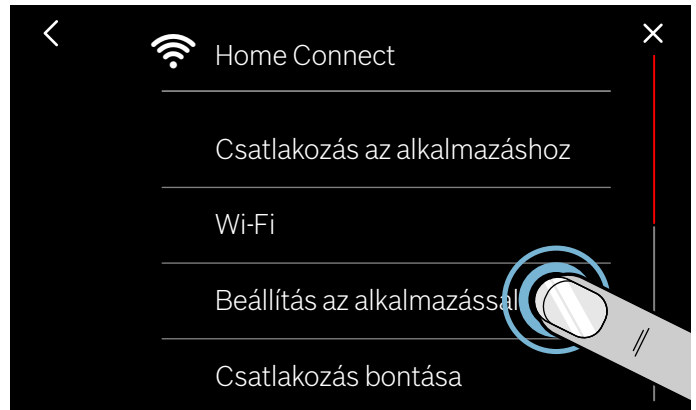 Home Connect
Csatlakozás az alkalmazáshoz
Wi-Fi
Beállítás az alkalmazással
Csatlakozás bontása